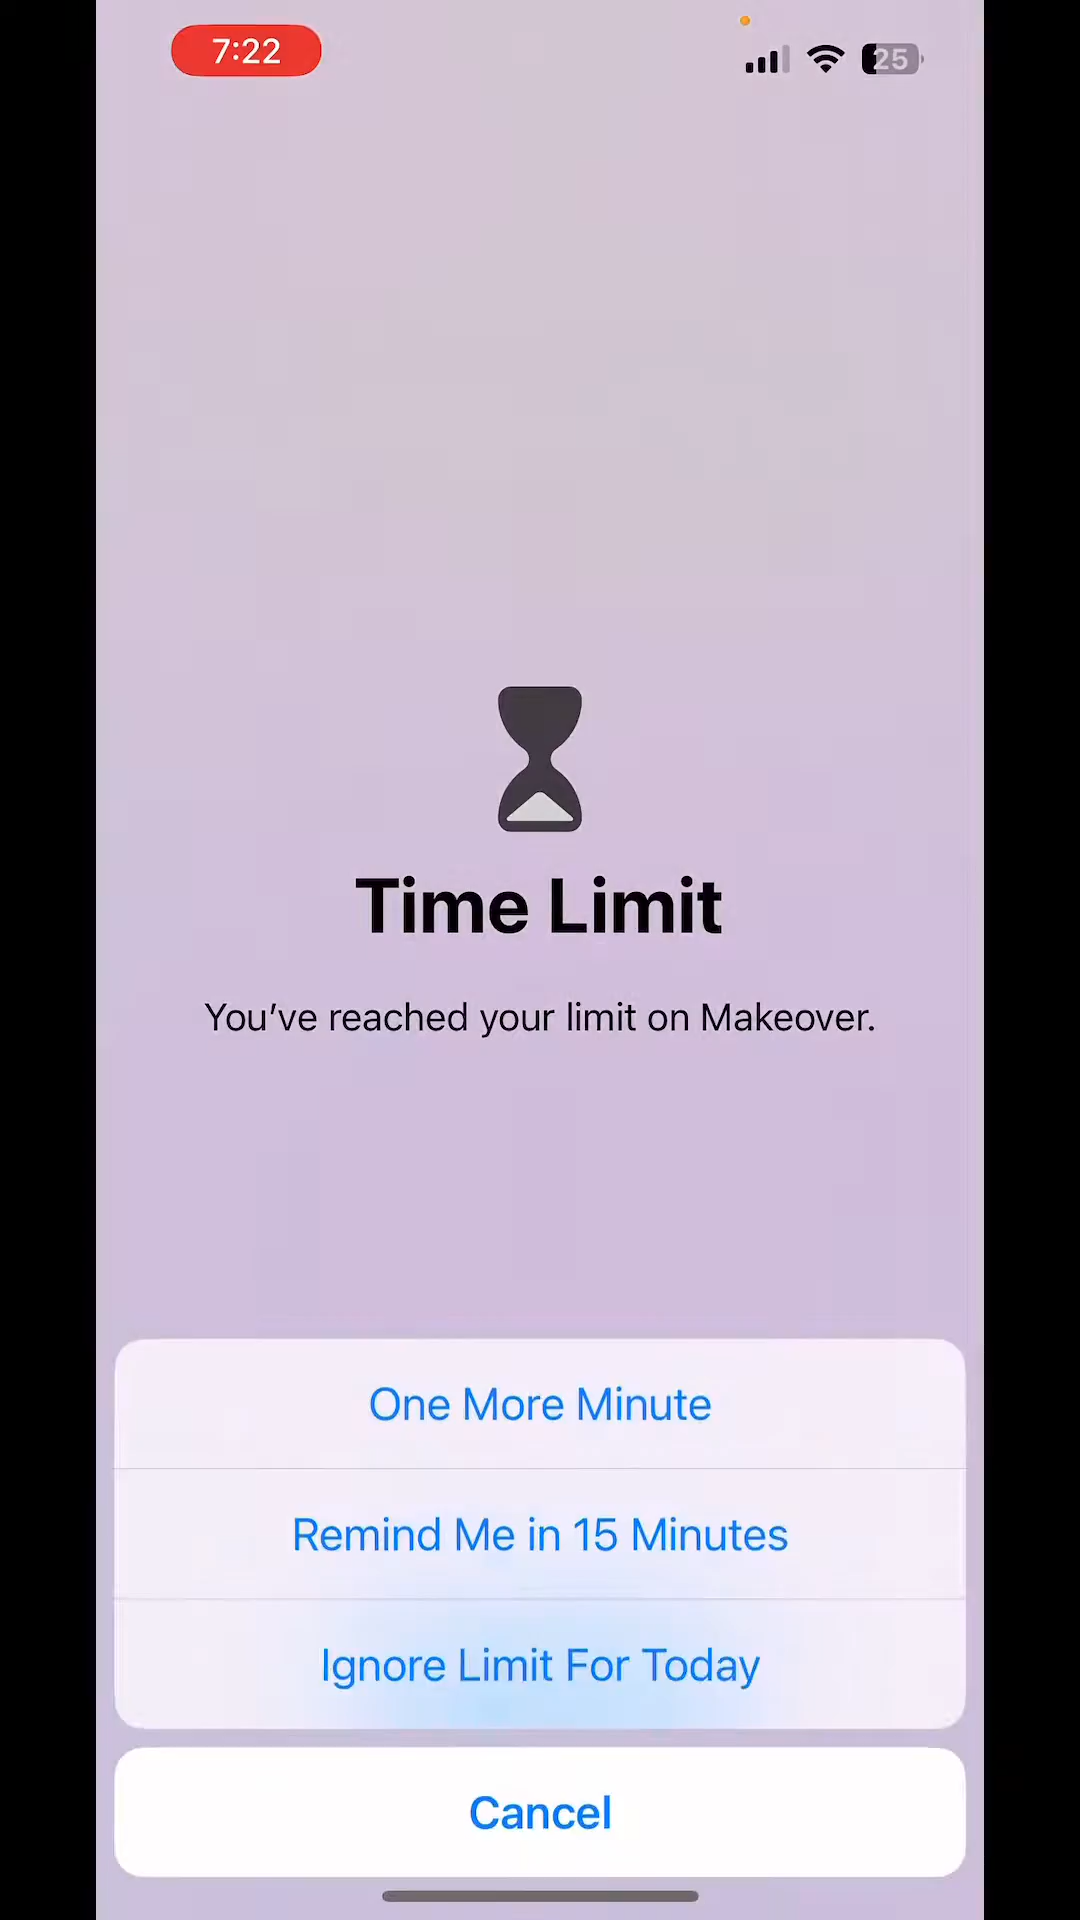 7:22
25
Time Limit
You’ve reached your limit on Makeover.
One More Minute
Remind Me in 15 Minutes
Ignore Limit For Today
Cancel